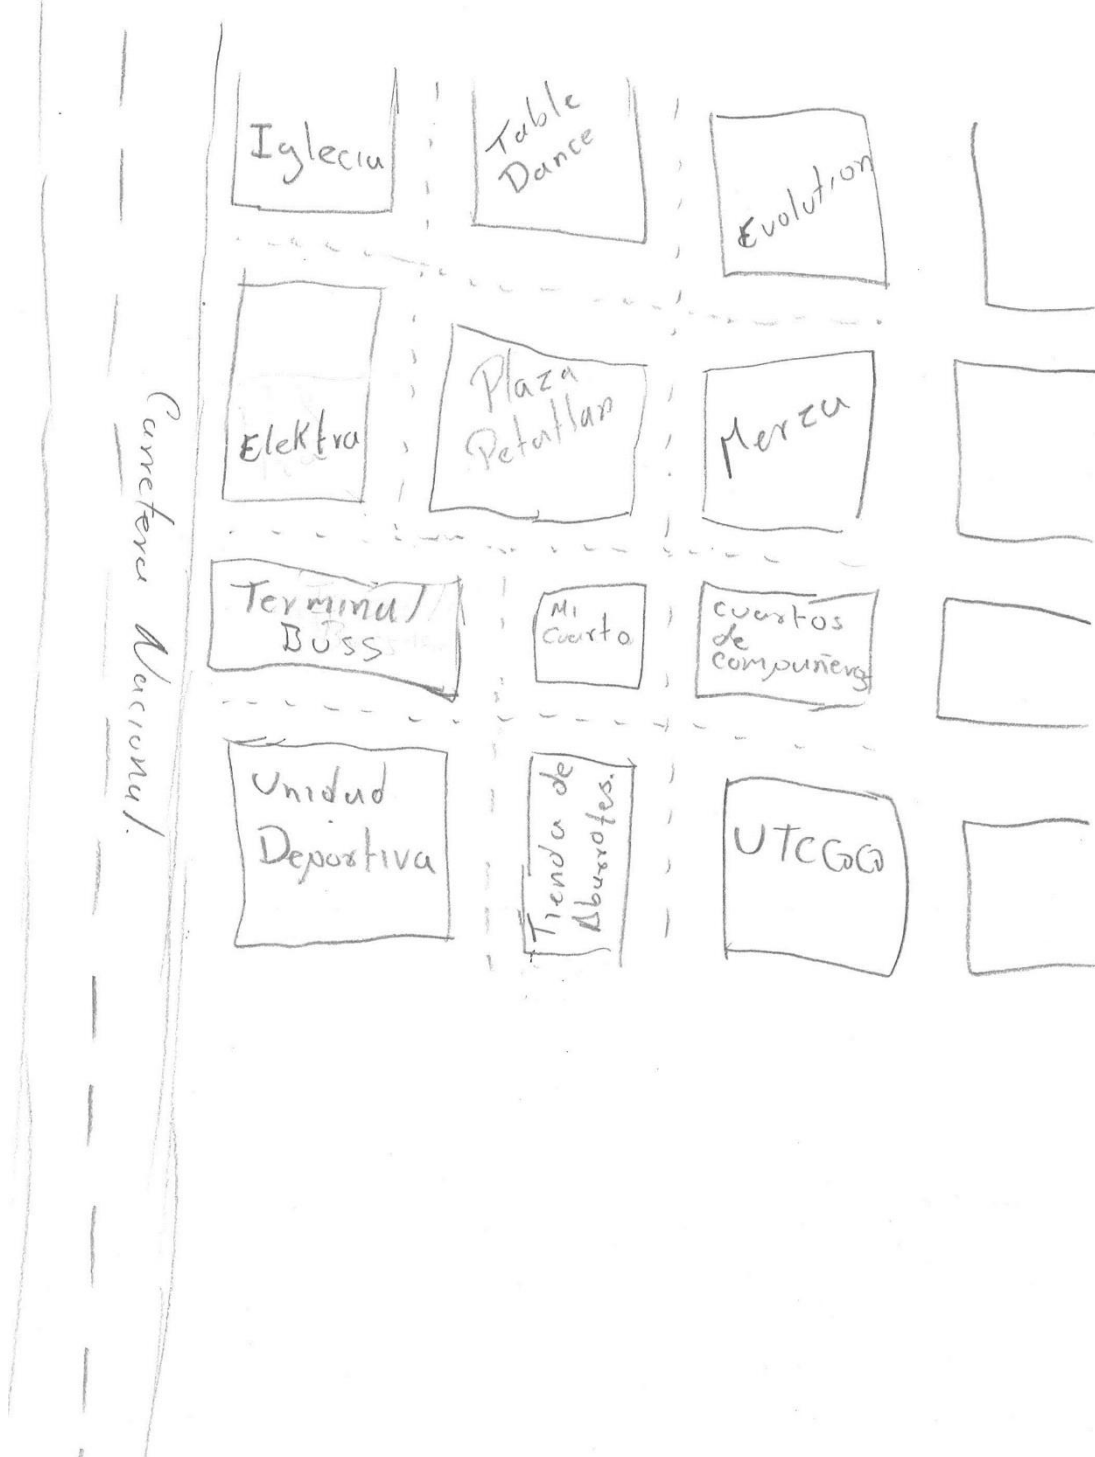 Iglecia
Table
Dance
Evolution
Elektra
Plaza
Petatlan
Merza
Carretera Nacional.
Terminal
BUSS
Mi
cuarto
cuartos
de
compañeros
Unidad
Deportiva
Tienda de
Abarrotes.
UTCGG